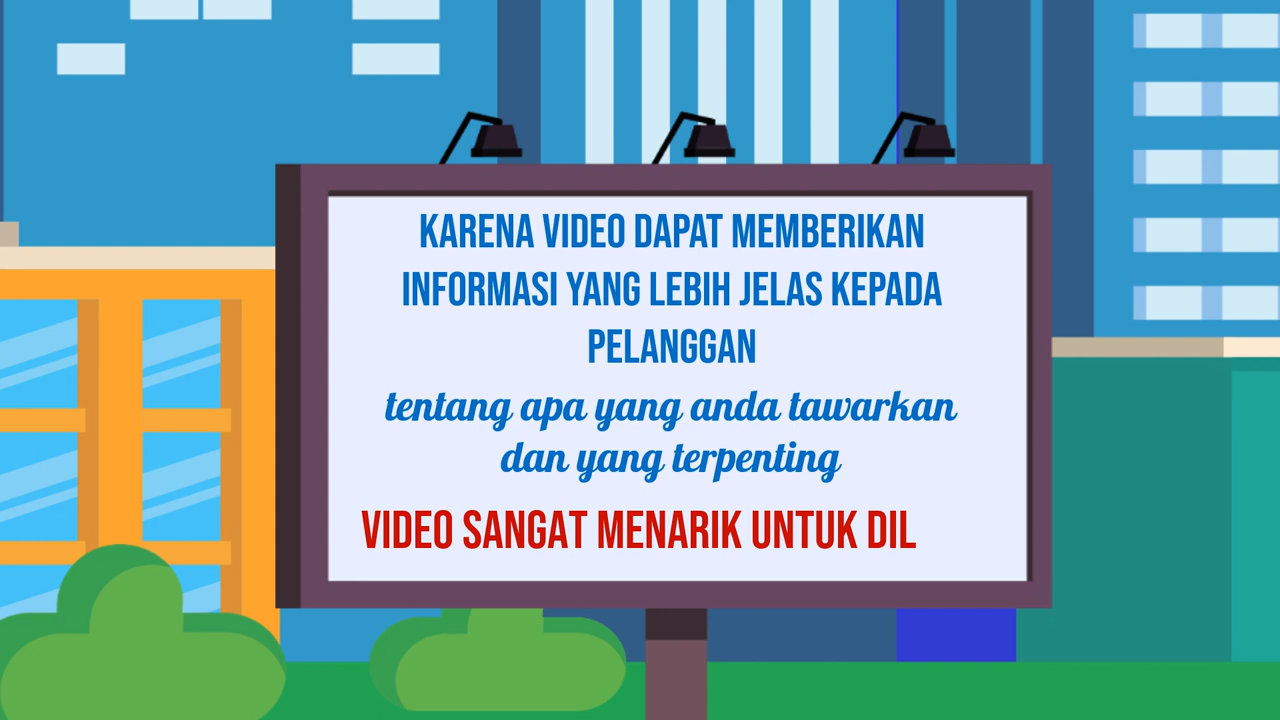 KARENA VIDEO DAPAT MEMBERIKAN
INFORMASI YANG LEBIH JELAS KEPADA
PELANGGAN
tentang apa yang anda tawarkan
dan yang terpenting
VIDEO SANGAT MENARIK UNTUK DIL